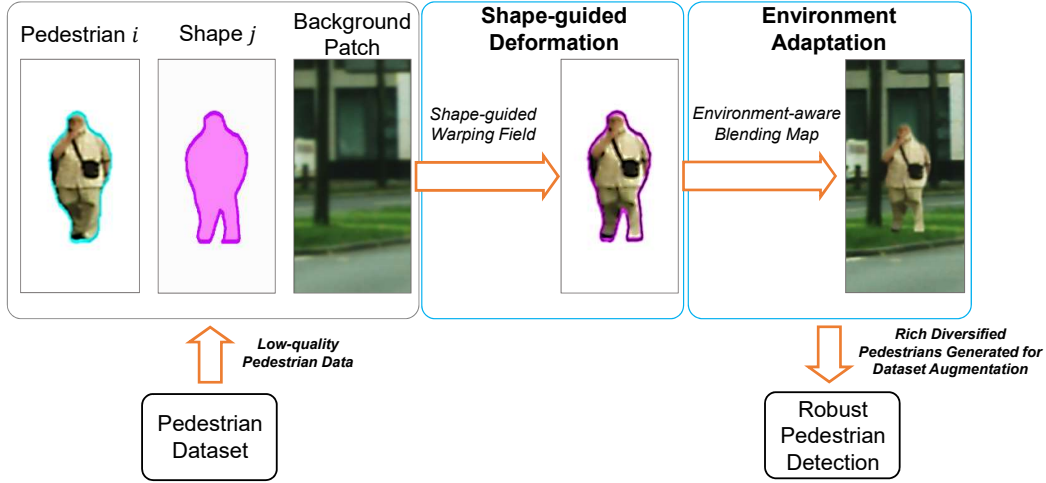 Pedestrian i
Shape j
Background
Patch
Shape-guided
Deformation
Environment
Adaptation
Shape-guided
Warping Field
Environment-aware
Blending Map
Low-quality
Pedestrian Data
Rich Diversified
Pedestrians Generated for
Dataset Augmentation
Pedestrian
Dataset
Robust
Pedestrian
Detection